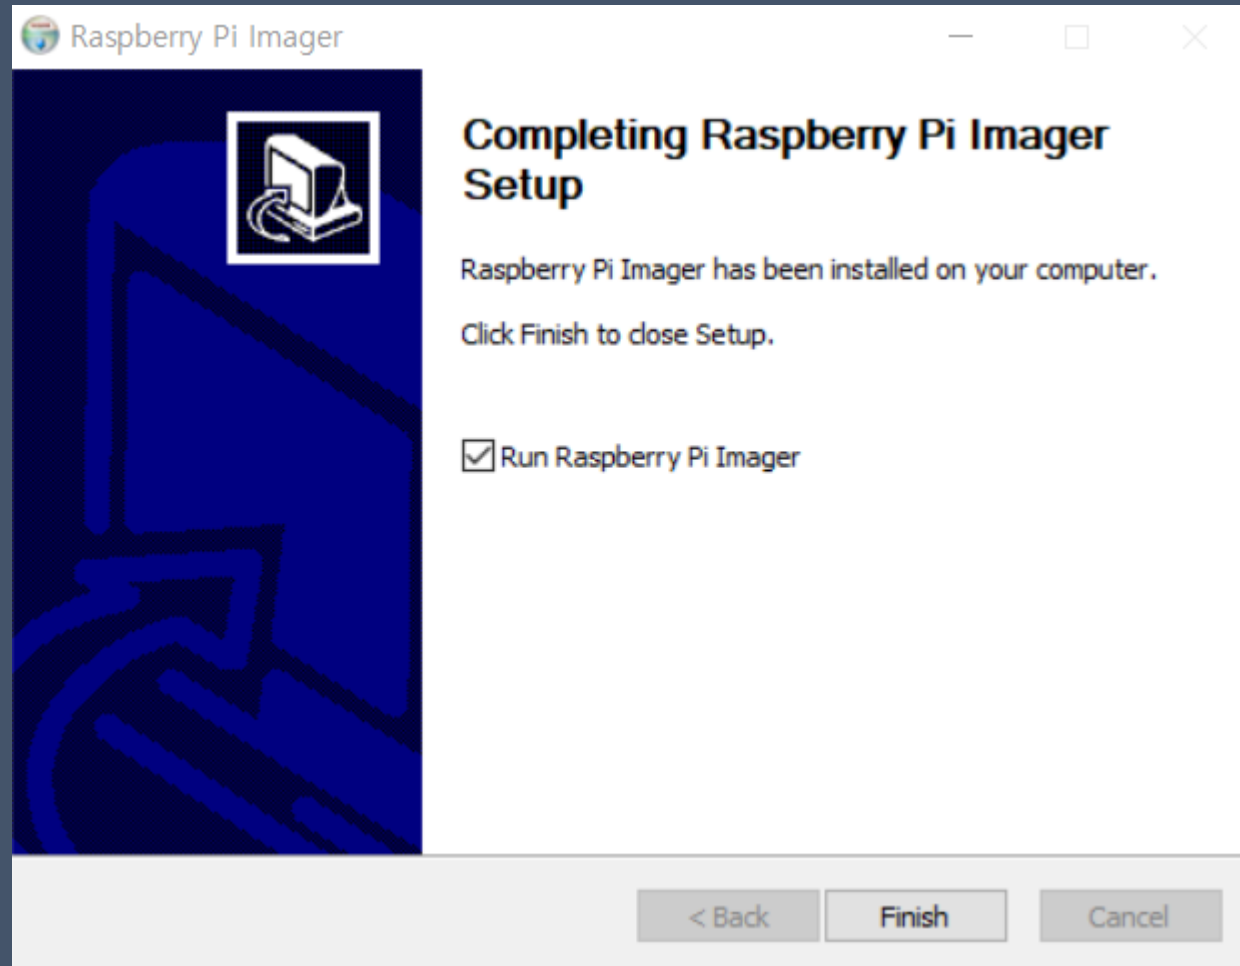 Raspberry Pi Imager
Completing Raspberry Pi Imager
Setup
Raspberry Pi Imager has been installed on your computer.
Click Finish to close Setup.
Run Raspberry Pi Imager
< Back
Finish
Cancel